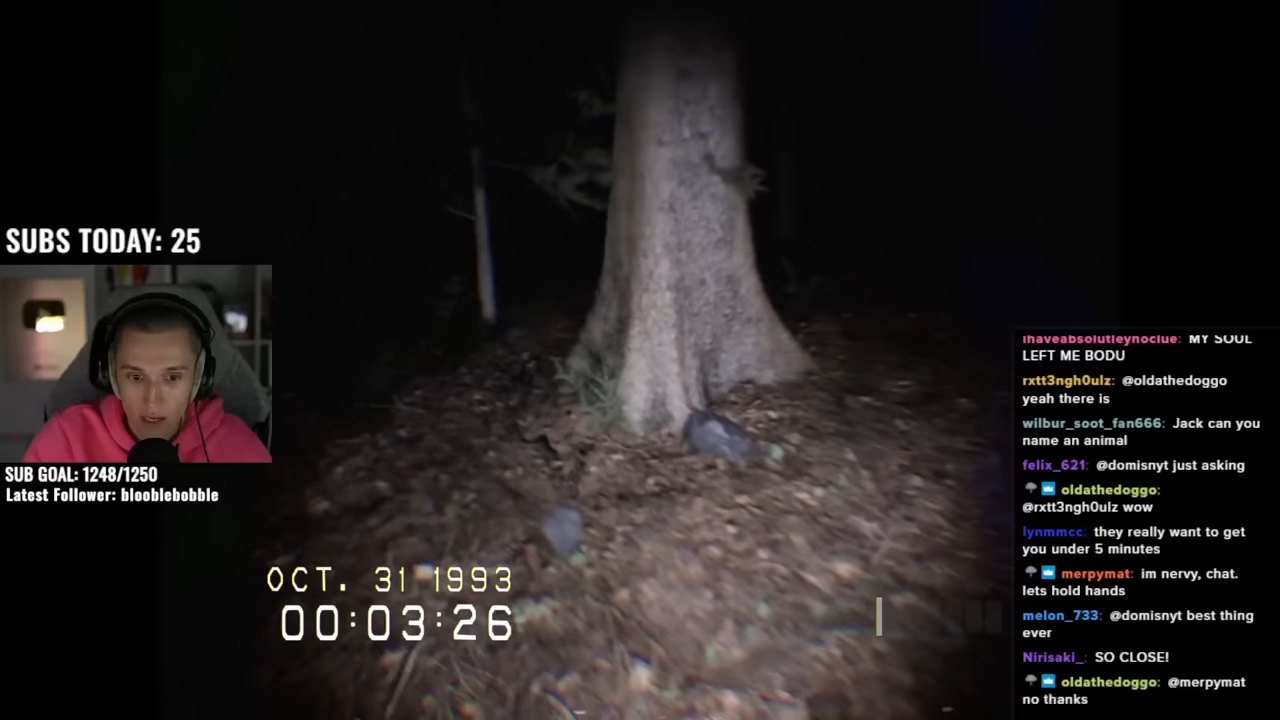 SUBS TODAY: 25
SUB GOAL: 1248/1250
Latest Follower: blooblebobble
OCT. 31 1993
00:03:26
ihaveabsolutleynoclue: MY SOUL
LEFT ME BODU
rxtt3ngh0ulz: @oldathedoggo
yeah there is
wilbur_soot_fan666: Jack can you
name an animal
felix_621: @domisnyt just asking
oldathedoggo:
@rxtt3ngh0ulz wow
lynmmcc: they really want to get
you under 5 minutes
merpymat: im nervy, chat.
lets hold hands
melon_733: @domisnyt best thing
ever
Nirisaki_: SO CLOSE!
oldathedoggo: @merpymat
no thanks